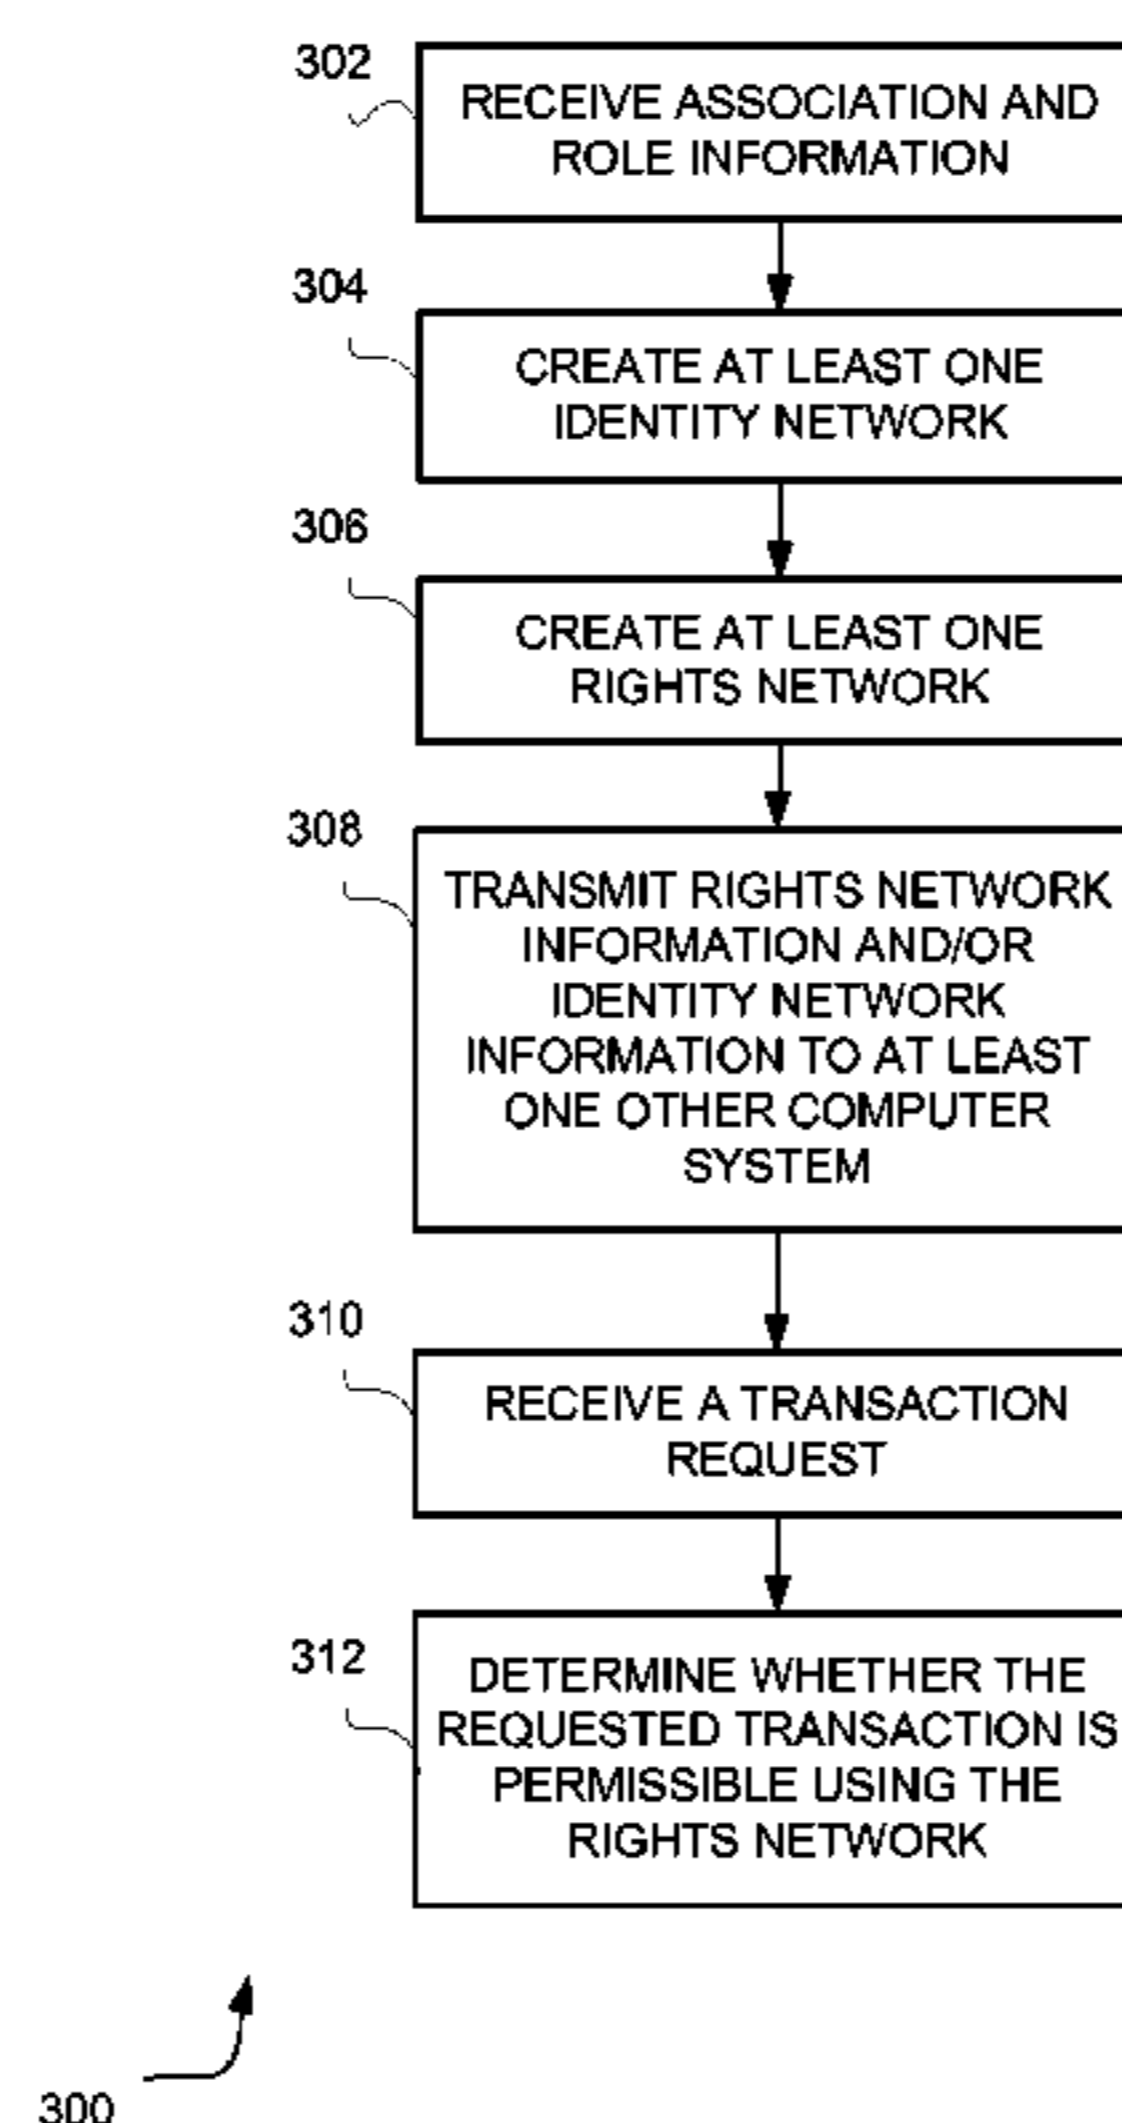 302
RECEIVE ASSOCIATION AND
ROLE INFORMATION
304
CREATE AT LEAST ONE
IDENTITY NETWORK
306
CREATE AT LEAST ONE
RIGHTS NETWORK
308
TRANSMIT RIGHTS NETWORK
INFORMATION AND/OR
IDENTITY NETWORK
INFORMATION TO AT LEAST
ONE OTHER COMPUTER
SYSTEM
310
RECEIVE A TRANSACTION
REQUEST
312
DETERMINE WHETHER THE
REQUESTED TRANSACTION IS
PERMISSIBLE USING THE
RIGHTS NETWORK
300